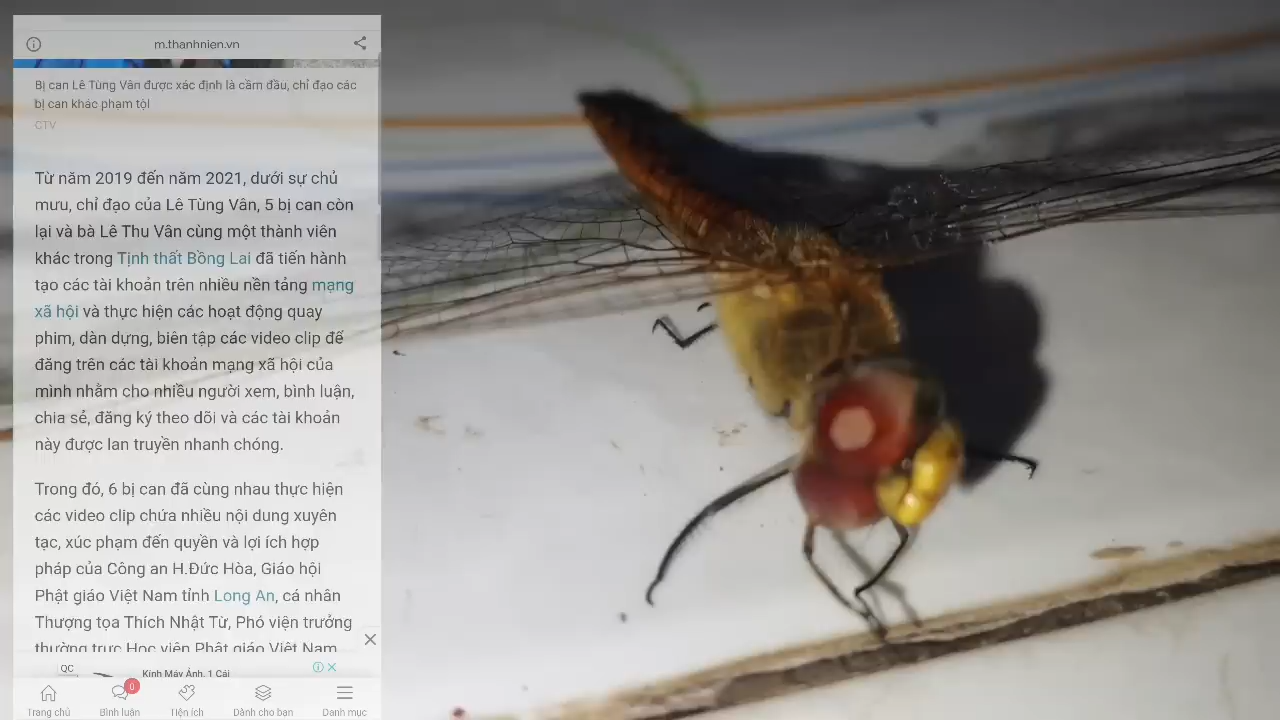 m.thanhnien.vn
Bị can Lê Tùng Vân được xác định là cầm đầu, chỉ đạo các
bị can khác phạm tội
CTV
Từ năm 2019 đến năm 2021, dưới sự chủ
mưu, chỉ đạo của Lê Tùng Vân, 5 bị can còn
lại và bà Lê Thu Vân cùng một thành viên
khác trong Tịnh thất Bồng Lai đã tiến hành
tạo các tài khoản trên nhiều nền tảng mạng
xã hội và thực hiện các hoạt động quay
phim, dàn dựng, biên tập các video clip để
đăng trên các tài khoản mạng xã hội của
mình nhằm cho nhiều người xem, bình luận,
chia sẻ, đăng ký theo dõi và các tài khoản
này được lan truyền nhanh chóng.
Trong đó, 6 bị can đã cùng nhau thực hiện
các video clip chứa nhiều nội dung xuyên
tạc, xúc phạm đến quyền và lợi ích hợp
pháp của Công an H.Đức Hòa, Giáo hội
Phật giáo Việt Nam tỉnh Long An, cá nhân
Thượng tọa Thích Nhật Từ, Phó viện trưởng
thường trực Học viện Phật giáo Việt Nam
QC
Kính Máy Ảnh, 1 Cái
0
Trang chủ Bình luận Tiện ích Dành cho bạn Danh mục